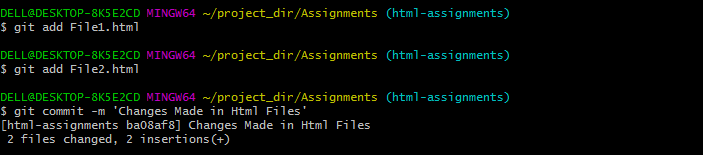 DELL@DESKTOP-8K5E2CD MINGW64 ~/project_dir/Assignments (html-assignments)
$ git add File1.html
DELL@DESKTOP-8K5E2CD MINGW64 ~/project_dir/Assignments (html-assignments)
$ git add File2.html
DELL@DESKTOP-8K5E2CD MINGW64 ~/project_dir/Assignments (html-assignments)
$ git commit -m 'Changes Made in Html Files'
[html-assignments ba08af8] Changes Made in Html Files
 2 files changed, 2 insertions(+)